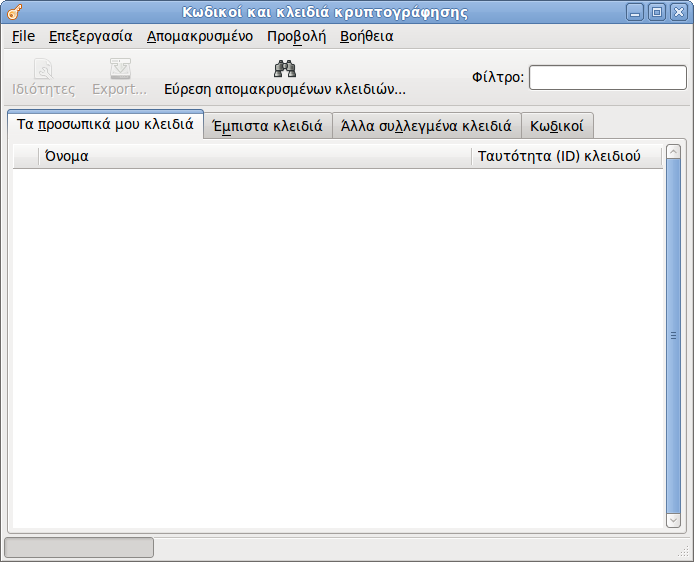 Κωδικοί και κλειδιά κρυπτογράφησης
File Επεξεργασία Απομακρυσμένο Προβολή Βοήθεια
Ιδιότητες Export... Εύρεση απομακρυσμένων κλειδιών... Φίλτρο:
Τα προσωπικά μου κλειδιά Έμπιστα κλειδιά Άλλα συλλεγμένα κλειδιά Κωδικοί
Όνομα Ταυτότητα (ID) κλειδιού